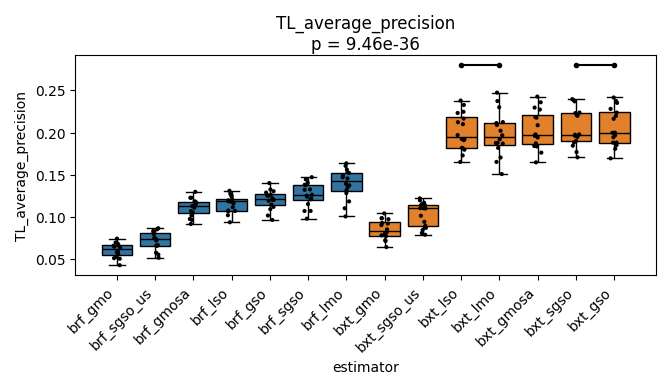 TL_average_precision
p = 9.46e-36
TL_average_precision
0.25
0.20
0.15
0.10
0.05
brf_gmo
brf_sgso_us
brf_gmosa
brf_lso
brf_gso
brf_sgso
brf_lmo
bxt_gmo
bxt_sgso_us
bxt_lso
bxt_lmo
bxt_gmosa
bxt_sgso
bxt_gso
estimator